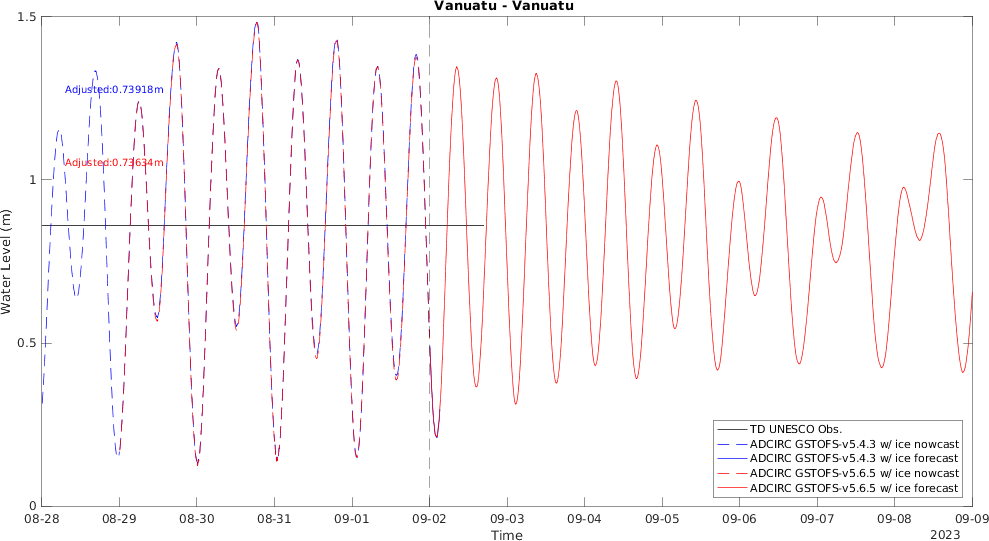 Vanuatu - Vanuatu
1.5
Adjusted:0.73918m
Adjusted:0.73634m
1
Water Level (m)
0.5
0
TD UNESCO Obs.
ADCIRC GSTOFS-v5.4.3 w/ ice nowcast
ADCIRC GSTOFS-v5.4.3 w/ ice forecast
ADCIRC GSTOFS-v5.6.5 w/ ice nowcast
ADCIRC GSTOFS-v5.6.5 w/ ice forecast
08-28 08-29 08-30 08-31 09-01 09-02 09-03 09-04 09-05 09-06 09-07 09-08 09-09
Time
2023